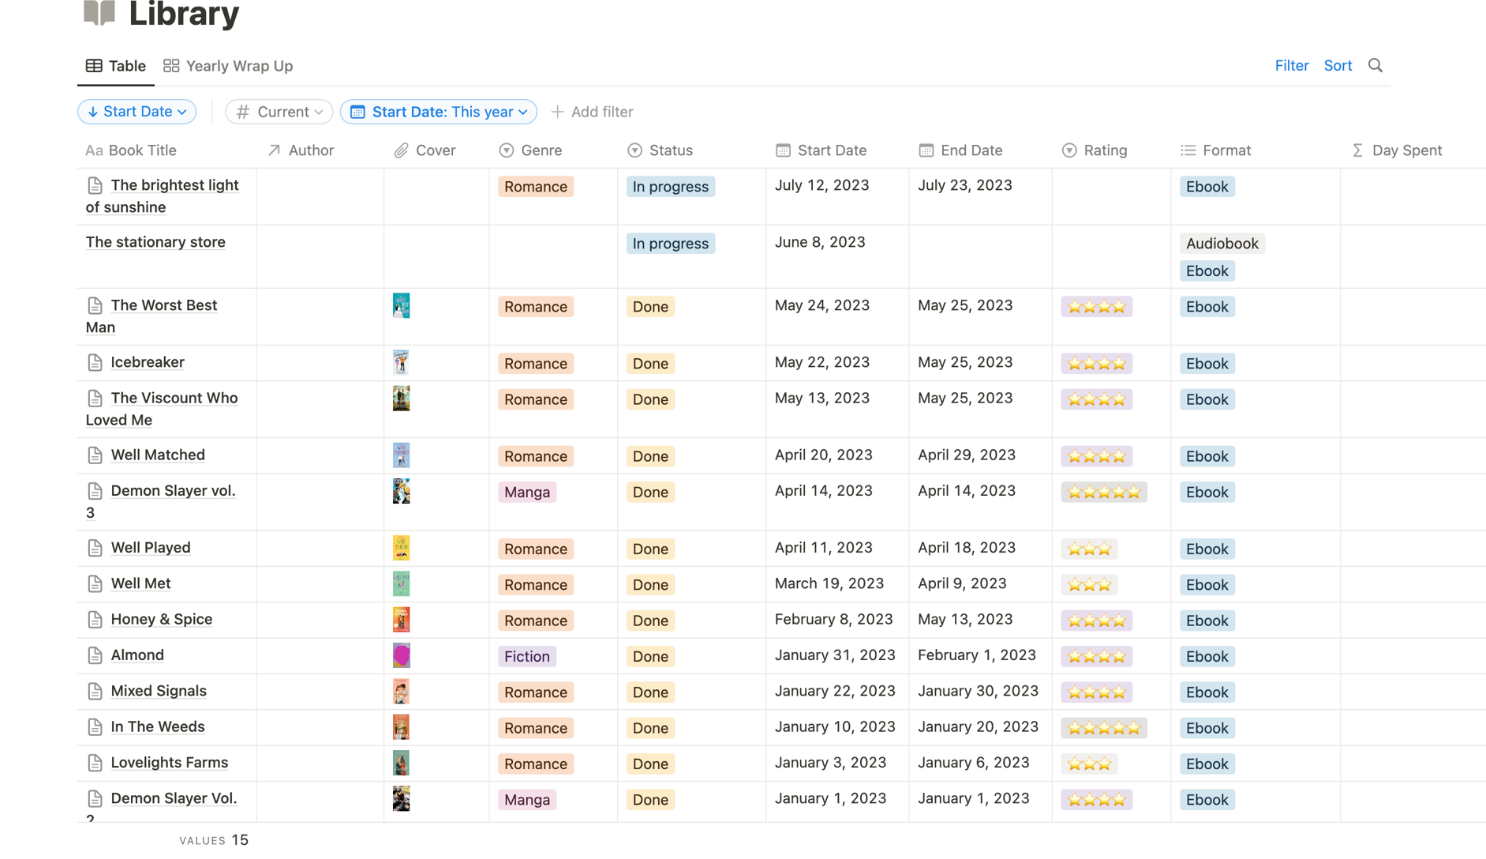 Library
Table Yearly Wrap Up Filter Sort
Start Date Current Start Date: This year Add filter
Aa Book Title Author Cover Genre Status Start Date End Date Rating Format Σ Day Spent
The brightest light Romance In progress July 12, 2023 July 23, 2023 Ebook
of sunshine
The stationary store In progress June 8, 2023 Audiobook
Ebook
The Worst Best Romance Done May 24, 2023 May 25, 2023 ⭐⭐⭐⭐ Ebook
Man
Icebreaker Romance Done May 22, 2023 May 25, 2023 ⭐⭐⭐⭐ Ebook
The Viscount Who Romance Done May 13, 2023 May 25, 2023 ⭐⭐⭐⭐ Ebook
Loved Me
Well Matched Romance Done April 20, 2023 April 29, 2023 ⭐⭐⭐⭐ Ebook
Demon Slayer vol. Manga Done April 14, 2023 April 14, 2023 ⭐⭐⭐⭐⭐ Ebook
3
Well Played Romance Done April 11, 2023 April 18, 2023 ⭐⭐⭐ Ebook
Well Met Romance Done March 19, 2023 April 9, 2023 ⭐⭐⭐ Ebook
Honey & Spice Romance Done February 8, 2023 May 13, 2023 ⭐⭐⭐⭐ Ebook
Almond Fiction Done January 31, 2023 February 1, 2023 ⭐⭐⭐⭐ Ebook
Mixed Signals Romance Done January 22, 2023 January 30, 2023 ⭐⭐⭐⭐ Ebook
In The Weeds Romance Done January 10, 2023 January 20, 2023 ⭐⭐⭐⭐⭐ Ebook
Lovelights Farms Romance Done January 3, 2023 January 6, 2023 ⭐⭐⭐ Ebook
Demon Slayer Vol. Manga Done January 1, 2023 January 1, 2023 ⭐⭐⭐⭐ Ebook
2
VALUES 15